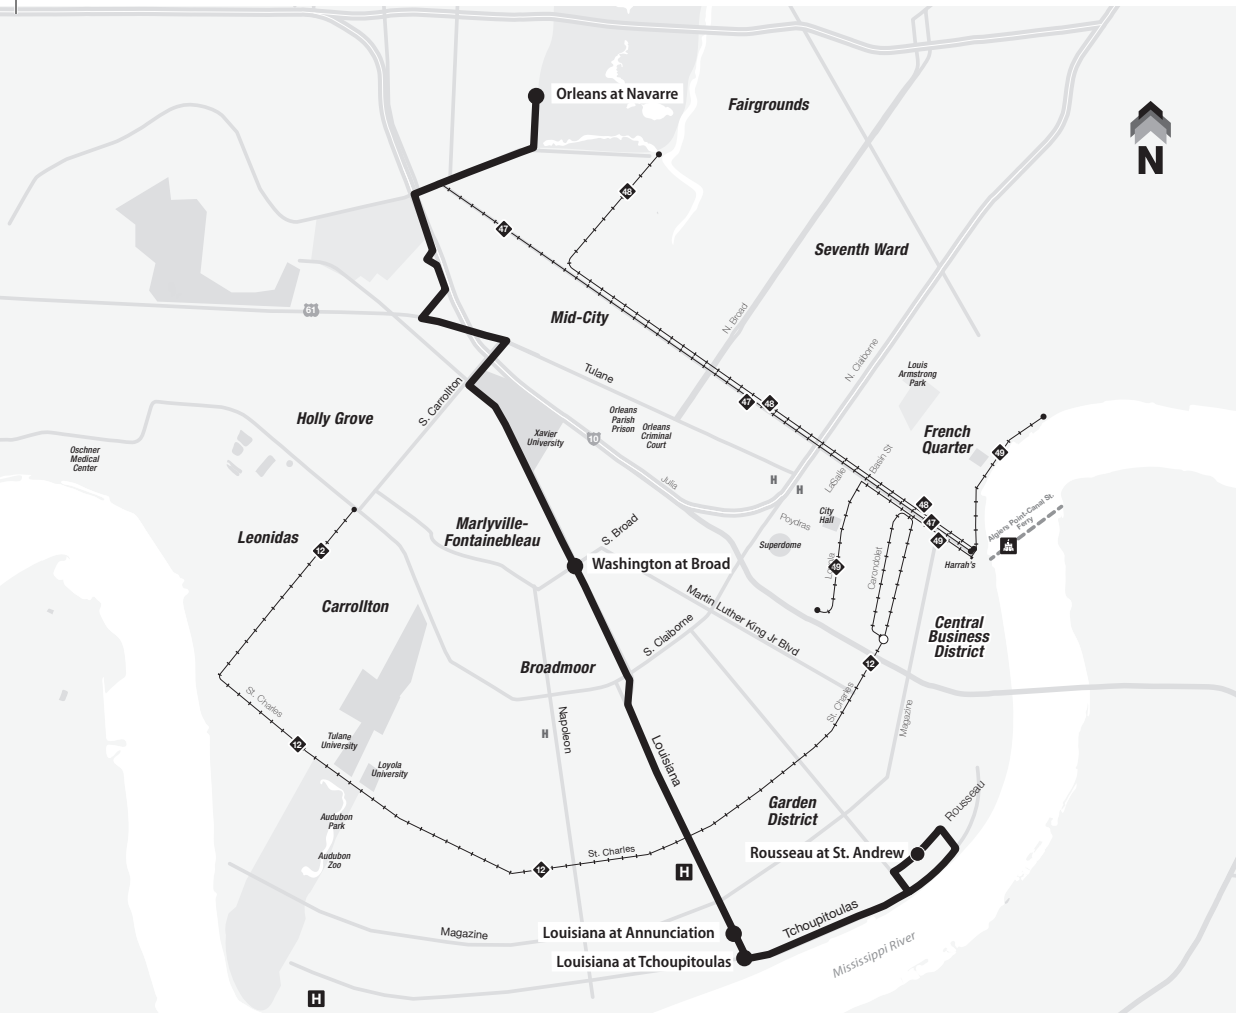 Orleans at Navarre
Fairgrounds
N
48
47
Seventh Ward
61
Mid-City
N. Broad
N. Claiborne
Tulane
Louis
Armstrong
Park
S. Carrollton
47
48
Holly Grove
Orleans
Parish
Prison
Orleans
Criminal
Court
Xavier
University
10
French
Quarter
49
Oschner
Medical
Center
Basin St
LaSalle
Julia
H
H
Leonidas
12
Marlyville-
Fontainebleau
S. Broad
Poydras
City
Hall
48
47
49
Algiers Point-Canal St.
Ferry
Superdome
Harrah's
Washington at Broad
Loyola
49
Carondolet
Carrollton
Martin Luther King Jr Blvd
S. Claiborne
Central
Business
District
Broadmoor
12
St. Charles
St. Charles
Magazine
Napoleon
H
12
Tulane
University
Loyola
University
Louisiana
Audubon
Park
Garden
District
Rousseau
Audubon
Zoo
12
St. Charles
H
Rousseau at St. Andrew
Magazine
Louisiana at Annunciation
Tchoupitoulas
Louisiana at Tchoupitoulas
Mississippi River
H